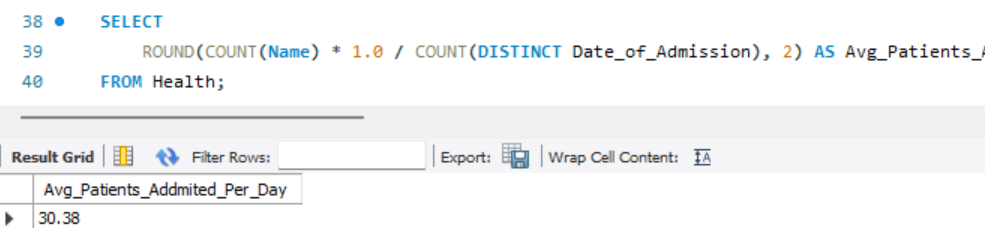 38 SELECT
39 ROUND(COUNT(Name) * 1.0 / COUNT(DISTINCT Date_of_Admission), 2) AS Avg_Patients_
40 FROM Health;
Result Grid Filter Rows: Export: Wrap Cell Content:
Avg_Patients_Addmited_Per_Day
30.38